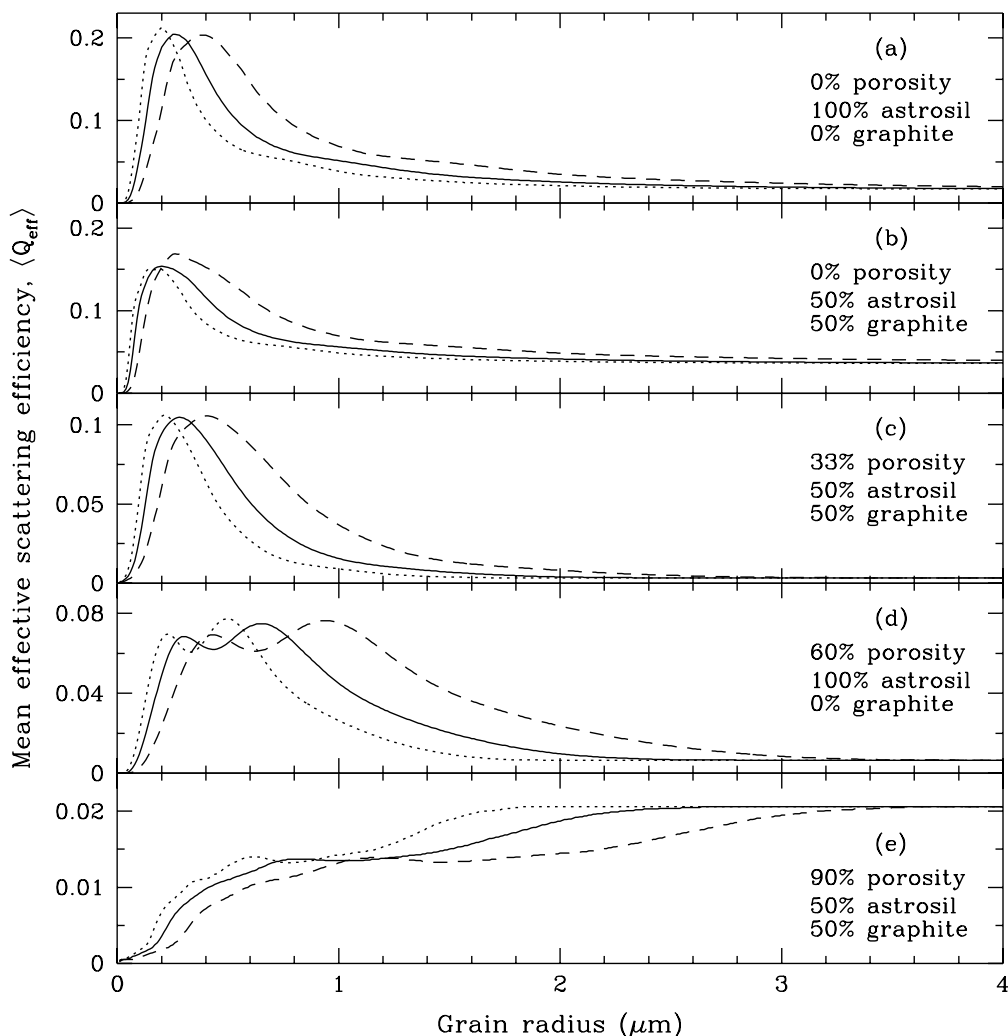 Mean effective scattering efficiency, ⟨Q_eff⟩
0.2
0.1
0
(a)
0% porosity
100% astrosil
0% graphite
0.2
0.1
0
(b)
0% porosity
50% astrosil
50% graphite
0.1
0.05
0
(c)
33% porosity
50% astrosil
50% graphite
0.08
0.04
0
(d)
60% porosity
100% astrosil
0% graphite
0.02
0.01
0
(e)
90% porosity
50% astrosil
50% graphite
0 1 2 3 4
Grain radius (μm)